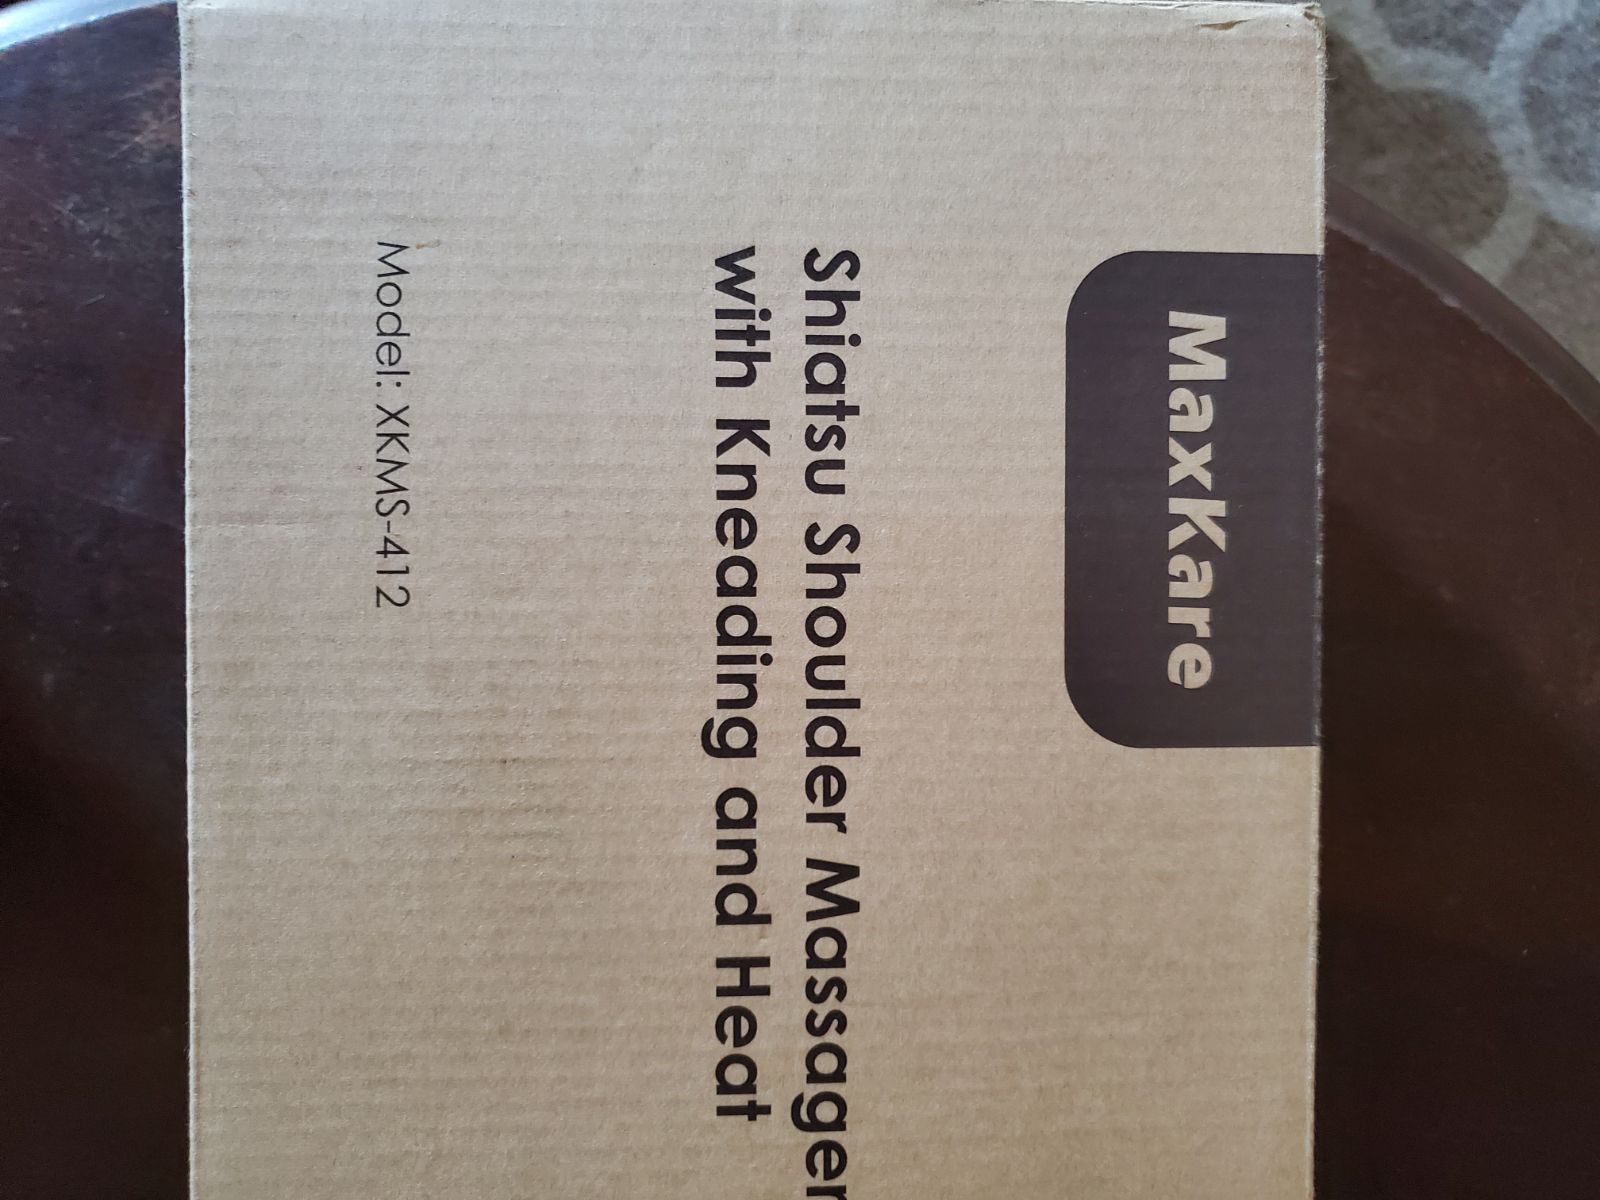 MaxKare
Shiatsu Shoulder Massager
with Kneading and Heat
Model: XKMS-412